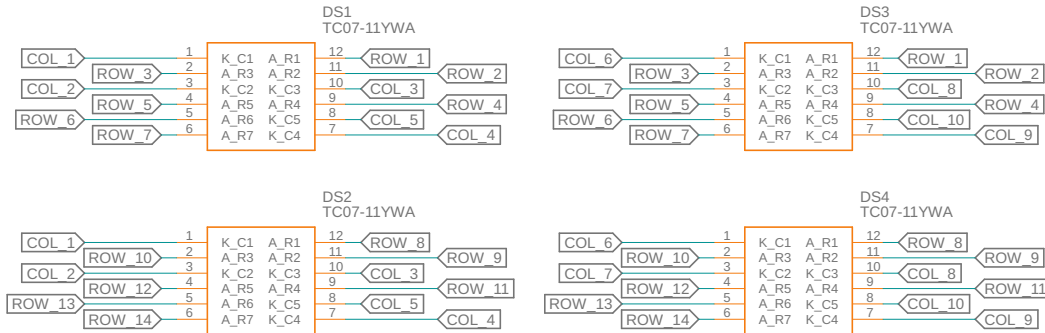 DS1
TC07-11YWA
COL_1 1 K_C1 A_R1 12 ROW_1
ROW_3 2 A_R3 A_R2 11 ROW_2
COL_2 3 K_C2 K_C3 10 COL_3
ROW_5 4 A_R5 A_R4 9 ROW_4
ROW_6 5 A_R6 K_C5 8 COL_5
ROW_7 6 A_R7 K_C4 7 COL_4
DS3
TC07-11YWA
COL_6 1 K_C1 A_R1 12 ROW_1
ROW_3 2 A_R3 A_R2 11 ROW_2
COL_7 3 K_C2 K_C3 10 COL_8
ROW_5 4 A_R5 A_R4 9 ROW_4
ROW_6 5 A_R6 K_C5 8 COL_10
ROW_7 6 A_R7 K_C4 7 COL_9
DS2
TC07-11YWA
COL_1 1 K_C1 A_R1 12 ROW_8
ROW_10 2 A_R3 A_R2 11 ROW_9
COL_2 3 K_C2 K_C3 10 COL_3
ROW_12 4 A_R5 A_R4 9 ROW_11
ROW_13 5 A_R6 K_C5 8 COL_5
ROW_14 6 A_R7 K_C4 7 COL_4
DS4
TC07-11YWA
COL_6 1 K_C1 A_R1 12 ROW_8
ROW_10 2 A_R3 A_R2 11 ROW_9
COL_7 3 K_C2 K_C3 10 COL_8
ROW_12 4 A_R5 A_R4 9 ROW_11
ROW_13 5 A_R6 K_C5 8 COL_10
ROW_14 6 A_R7 K_C4 7 COL_9